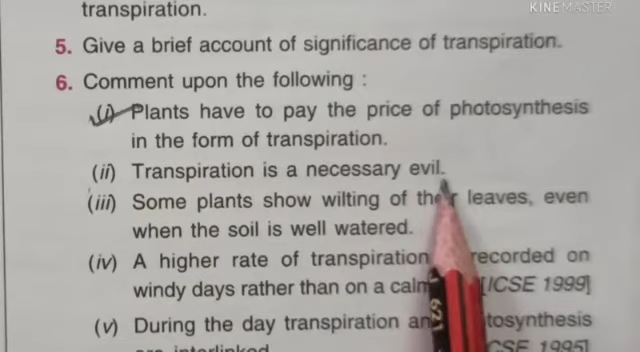 transpiration.
KINEMASTER
5. Give a brief account of significance of transpiration.
6. Comment upon the following :
(i) Plants have to pay the price of photosynthesis
in the form of transpiration.
(ii) Transpiration is a necessary evil.
(iii) Some plants show wilting of their leaves, even
when the soil is well watered.
(iv) A higher rate of transpiration recorded on
windy days rather than on a calm [ICSE 1999]
(v) During the day transpiration
are interlinked